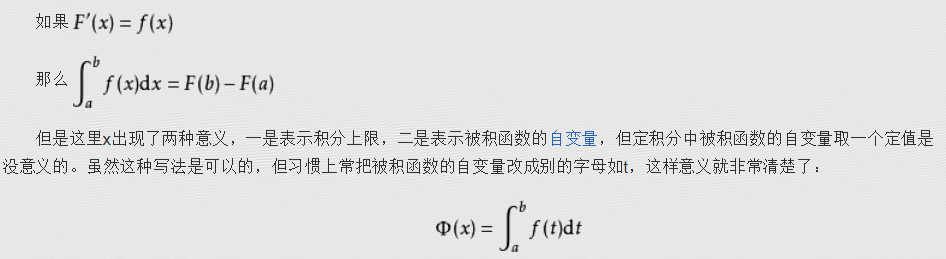 如果 F′(x) = f(x)
那么 ∫_a^b f(x)dx = F(b) − F(a)
但是这里x出现了两种意义，一是表示积分上限，二是表示被积函数的自变量，但定积分中被积函数的自变量取一个定值是
没意义的。虽然这种写法是可以的，但习惯上常把被积函数的自变量改成别的字母如t，这样意义就非常清楚了：
Φ(x) = ∫_a^b f(t)dt